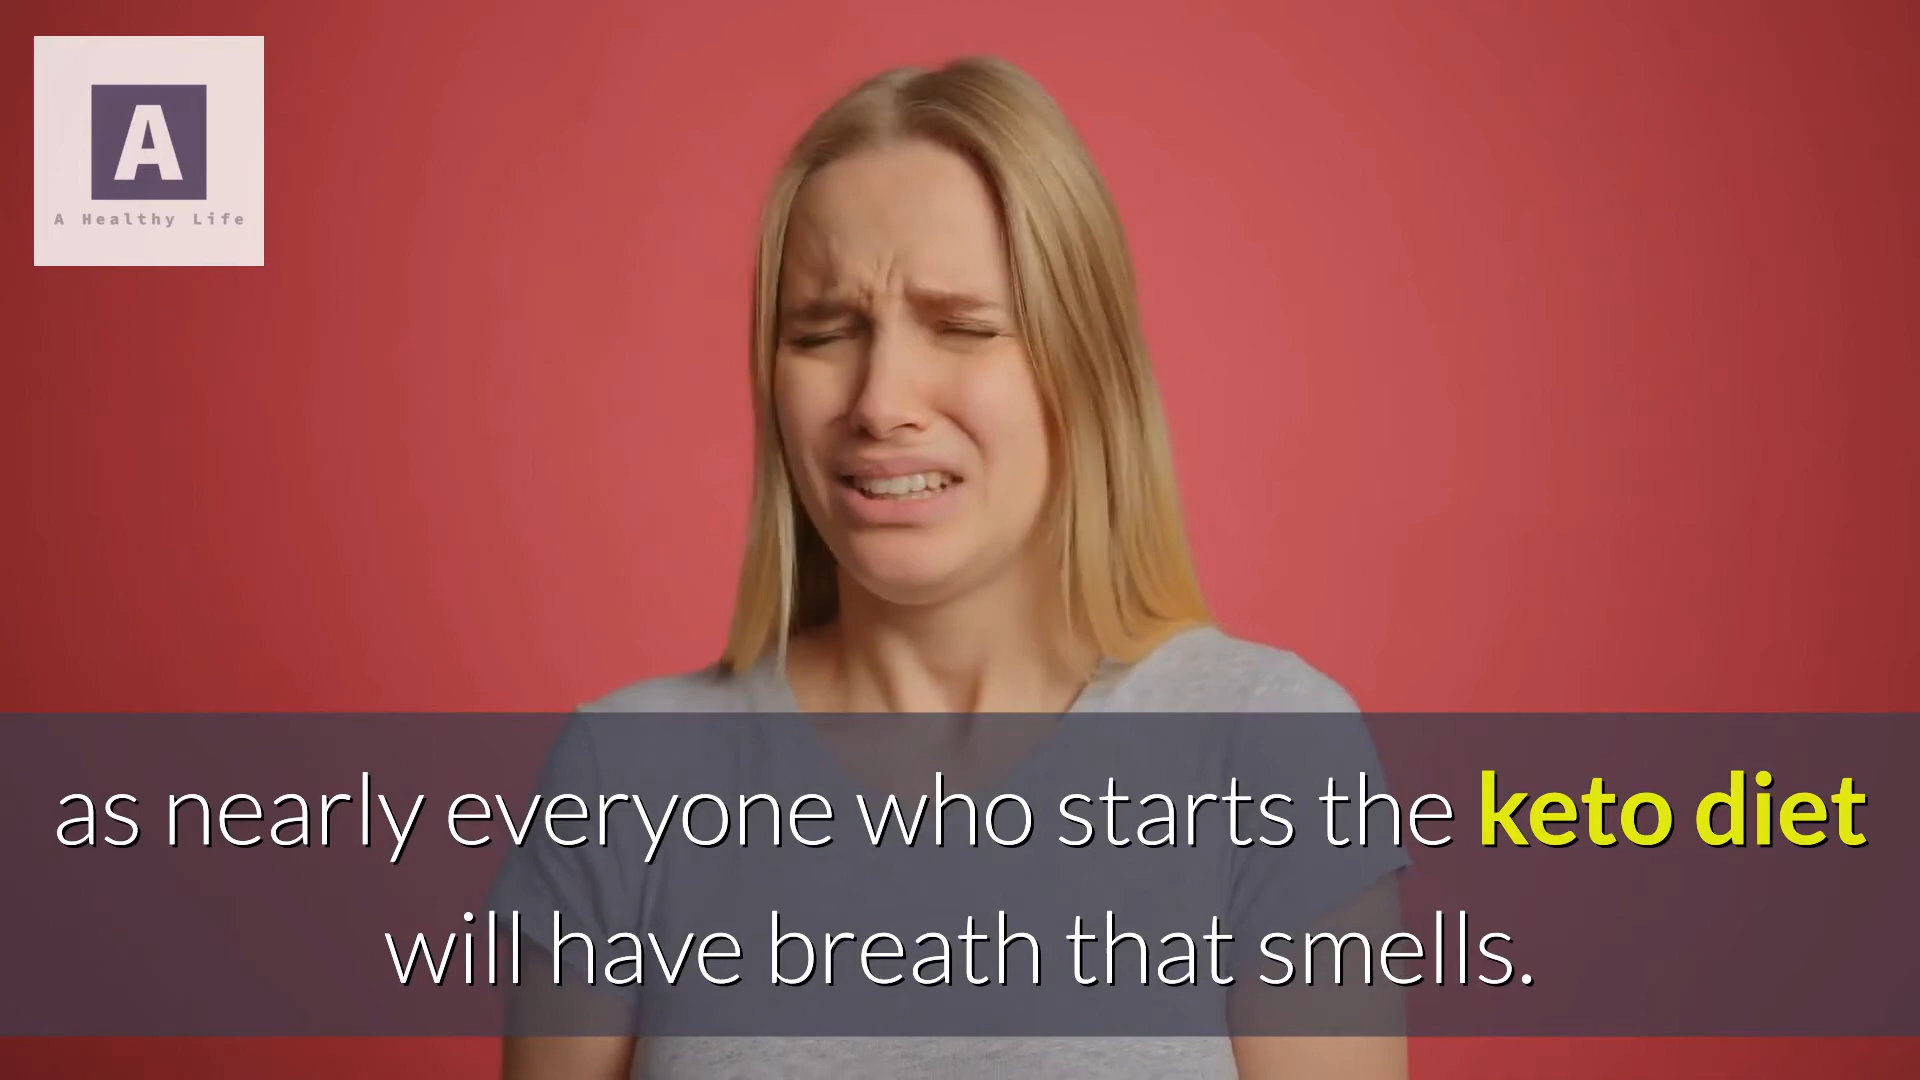 A
A Healthy Life
as nearly everyone who starts the keto diet
will have breath that smells.